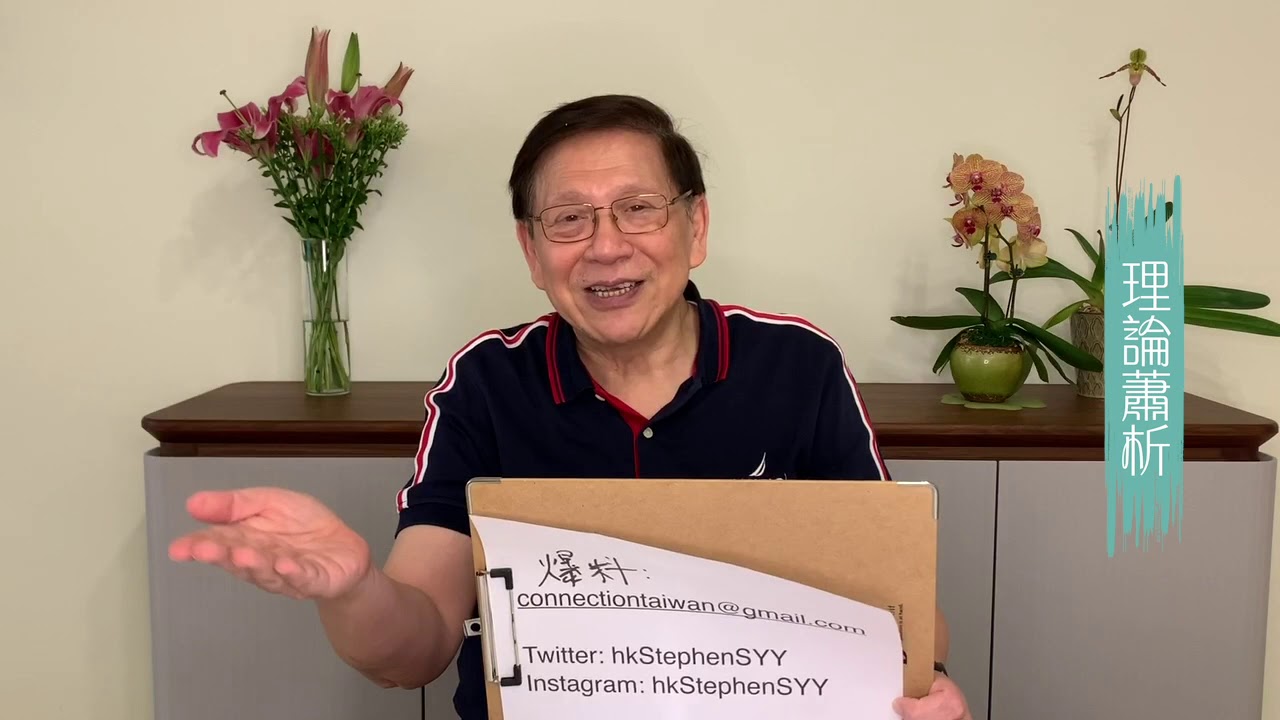 爆料:
connectiontaiwan@gmail.com
Twitter: hkStephenSYY
Instagram: hkStephenSYY
理論蕭析